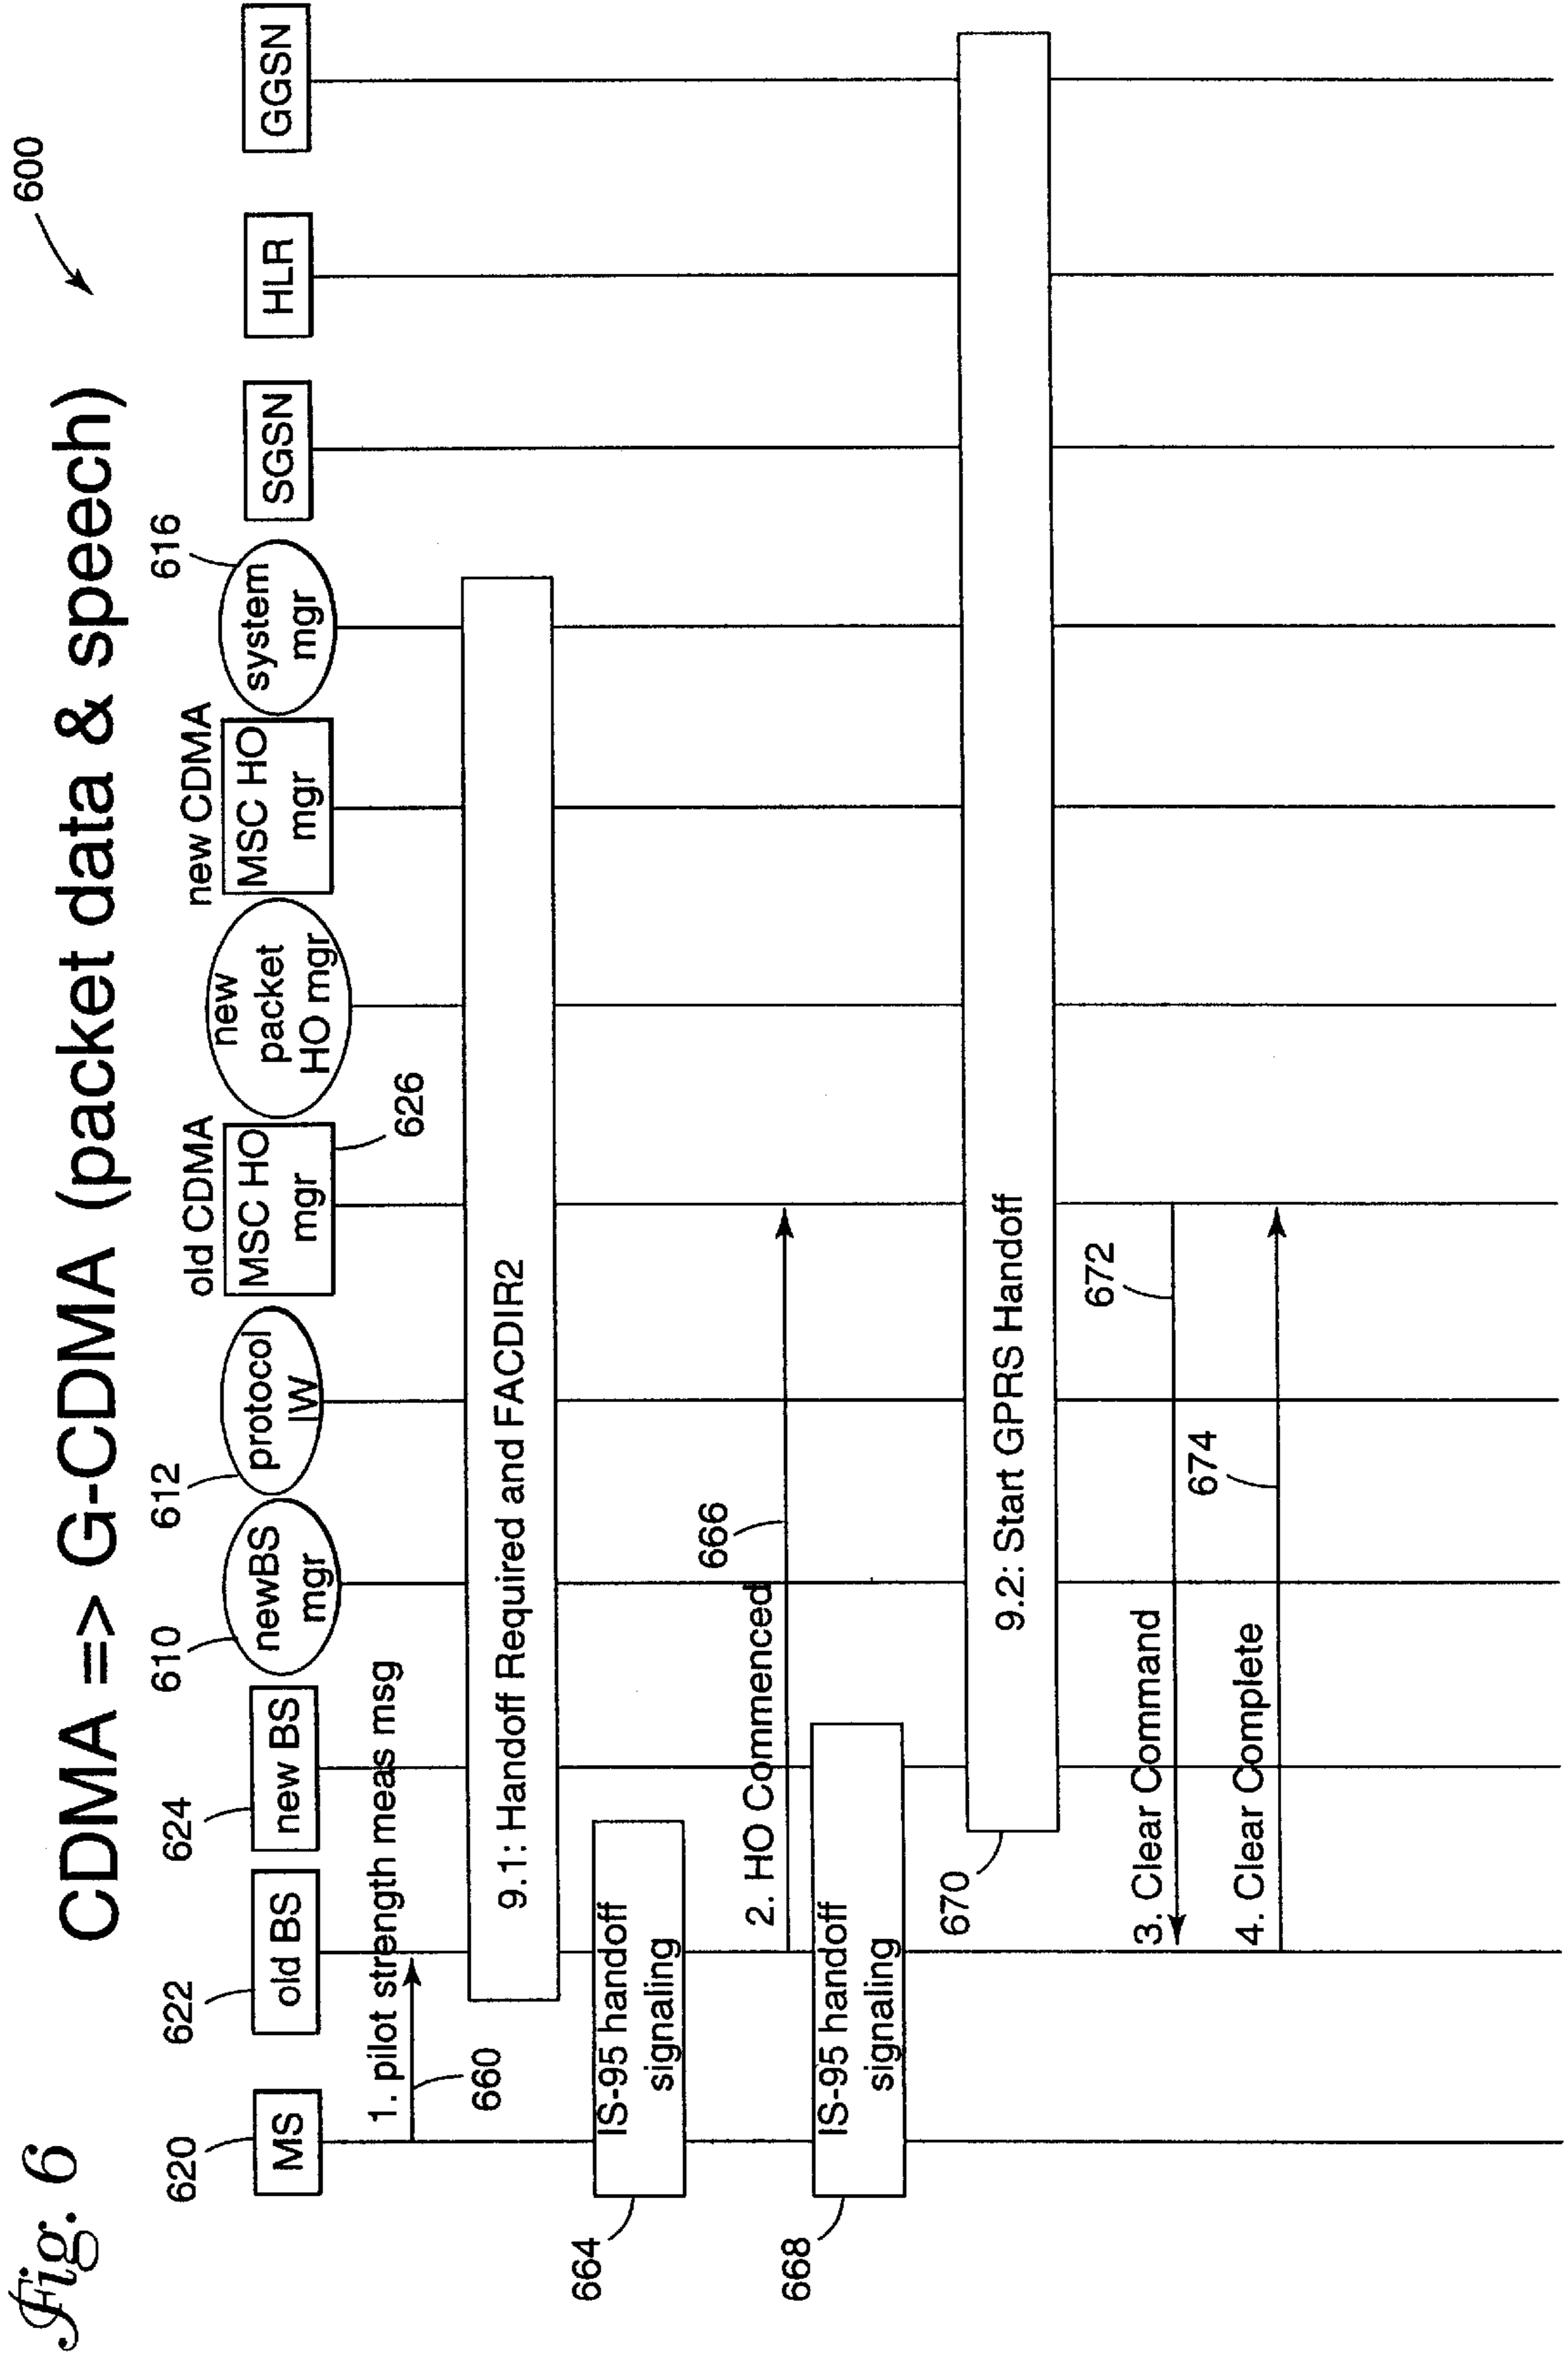 Fig. 6
CDMA => G-CDMA (packet data & speech)
600
620
622
624
610
612
616
MS
old BS
new BS
newBS
mgr
protocol
IW
old CDMA
MSC HO
mgr
626
new
packet
HO mgr
new CDMA
MSC HO
mgr
system
mgr
SGSN
HLR
GGSN
1. pilot strength meas msg
660
9.1: Handoff Required and FACDIR2
664
IS-95 handoff
signaling
666
2. HO Commenced
668
IS-95 handoff
signaling
670
9.2: Start GPRS Handoff
672
3. Clear Command
674
4. Clear Complete